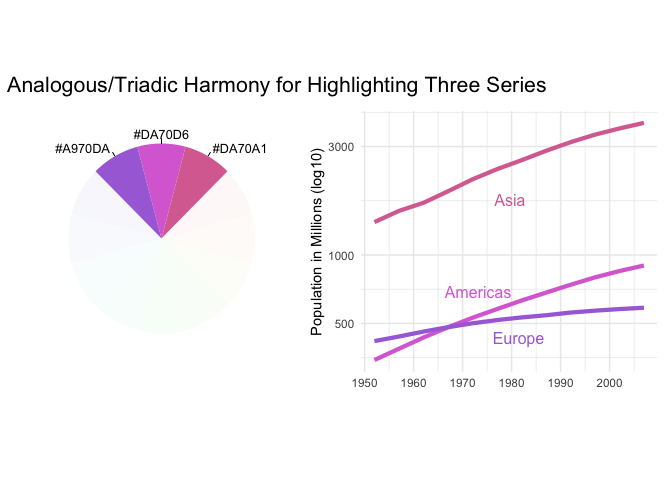 Analogous/Triadic Harmony for Highlighting Three Series
#DA70D6
#A970DA
#DA70A1
Population in Millions (log10)
3000
1000
500
Asia
Americas
Europe
1950 1960 1970 1980 1990 2000